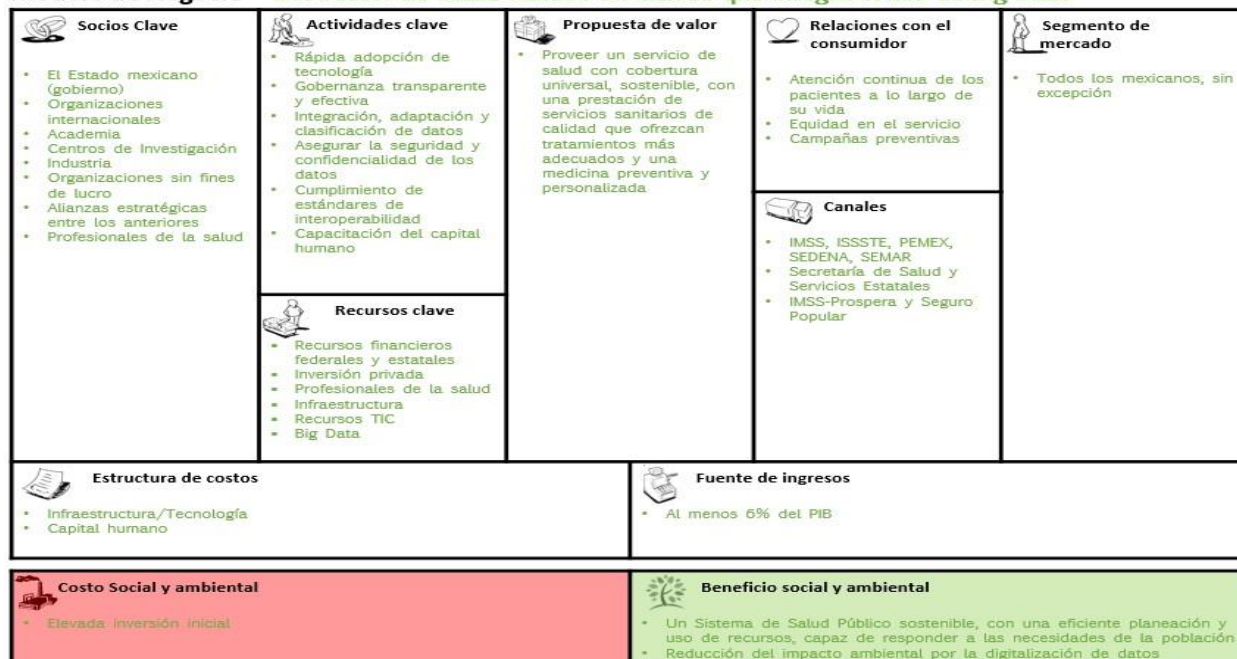 Socios Clave
El Estado mexicano
(gobierno)
Organizaciones
internacionales
Academia
Centros de Investigación
Industria
Organizaciones sin fines
de lucro
Alianzas estratégicas
entre los anteriores
Profesionales de la salud
Actividades clave
Rápida adopción de
tecnología
Gobernanza transparente
y efectiva
Integración, adaptación y
clasificación de datos
Asegurar la seguridad y
confidencialidad de los
datos
Cumplimiento de
estándares de
interoperabilidad
Capacitación del capital
humano
Recursos clave
Recursos financieros
federales y estatales
Inversión privada
Profesionales de la salud
Infraestructura
Recursos TIC
Big Data
Propuesta de valor
Proveer un servicio de
salud con cobertura
universal, sostenible, con
una prestación de
servicios sanitarios de
calidad que ofrezcan
tratamientos más
adecuados y una
medicina preventiva y
personalizada
Relaciones con el
consumidor
Atención continua de los
pacientes a lo largo de
su vida
Equidad en el servicio
Campañas preventivas
Canales
IMSS, ISSSTE, PEMEX,
SEDENA, SEMAR
Secretaría de Salud y
Servicios Estatales
IMSS-Prospera y Seguro
Popular
Segmento de
mercado
Todos los mexicanos, sin
excepción
Estructura de costos
Infraestructura/Tecnología
Capital humano
Fuente de ingresos
Al menos 6% del PIB
Costo Social y ambiental
Elevada inversión inicial
Beneficio social y ambiental
Un Sistema de Salud Público sostenible, con una eficiente planeación y
uso de recursos, capaz de responder a las necesidades de la población
Reducción del impacto ambiental por la digitalización de datos